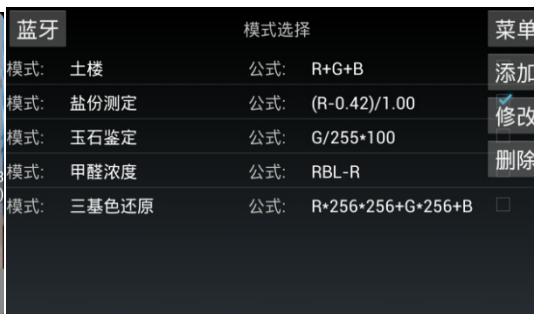 蓝牙 模式选择 菜单
模式: 土楼 公式: R+G+B 添加
模式: 盐份测定 公式: (R-0.42)/1.00 修改
模式: 玉石鉴定 公式: G/255*100
模式: 甲醛浓度 公式: RBL-R 删除
模式: 三基色还原 公式: R*256*256+G*256+B